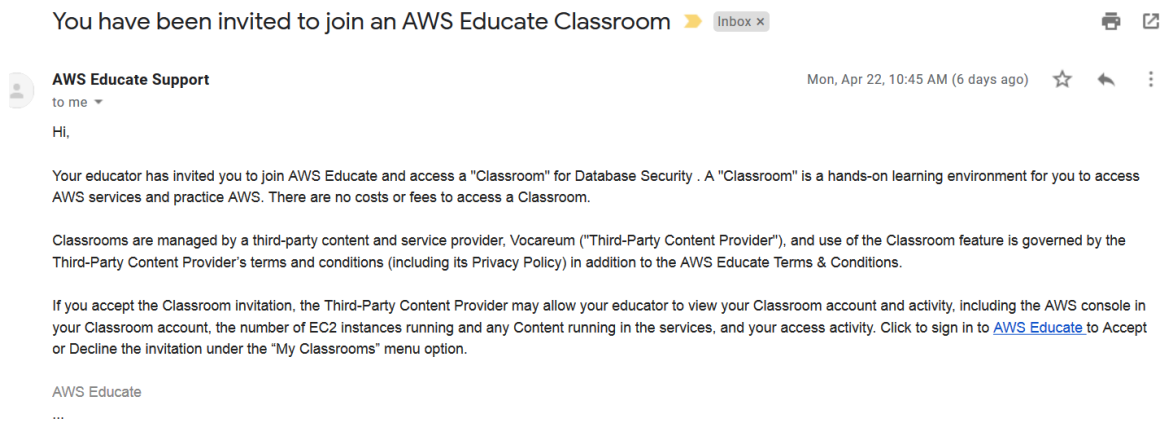 You have been invited to join an AWS Educate Classroom Inbox ×
AWS Educate Support Mon, Apr 22, 10:45 AM (6 days ago)
to me
Hi,
Your educator has invited you to join AWS Educate and access a "Classroom" for Database Security . A "Classroom" is a hands-on learning environment for you to access
AWS services and practice AWS. There are no costs or fees to access a Classroom.
Classrooms are managed by a third-party content and service provider, Vocareum ("Third-Party Content Provider"), and use of the Classroom feature is governed by the
Third-Party Content Provider’s terms and conditions (including its Privacy Policy) in addition to the AWS Educate Terms & Conditions.
If you accept the Classroom invitation, the Third-Party Content Provider may allow your educator to view your Classroom account and activity, including the AWS console in
your Classroom account, the number of EC2 instances running and any Content running in the services, and your access activity. Click to sign in to AWS Educate to Accept
or Decline the invitation under the “My Classrooms” menu option.
AWS Educate
...